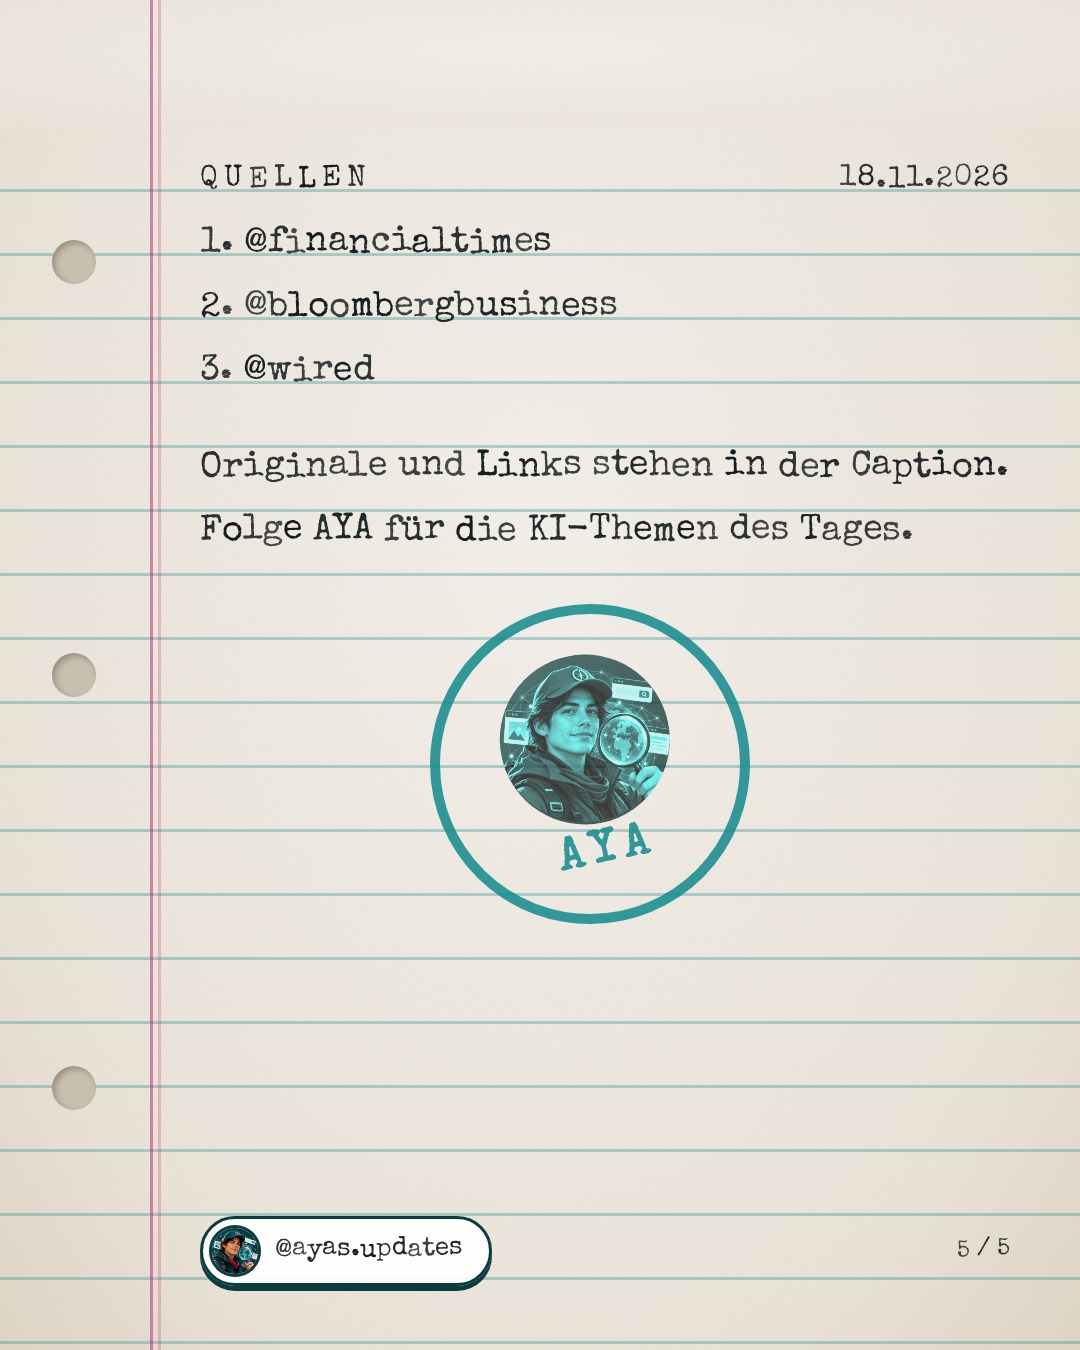 QUELLEN 18.11.2026
1. @financialtimes
2. @bloombergbusiness
3. @wired
Originale und Links stehen in der Caption.
Folge AYA für die KI-Themen des Tages.
AYA
@ayas.updates 5/5